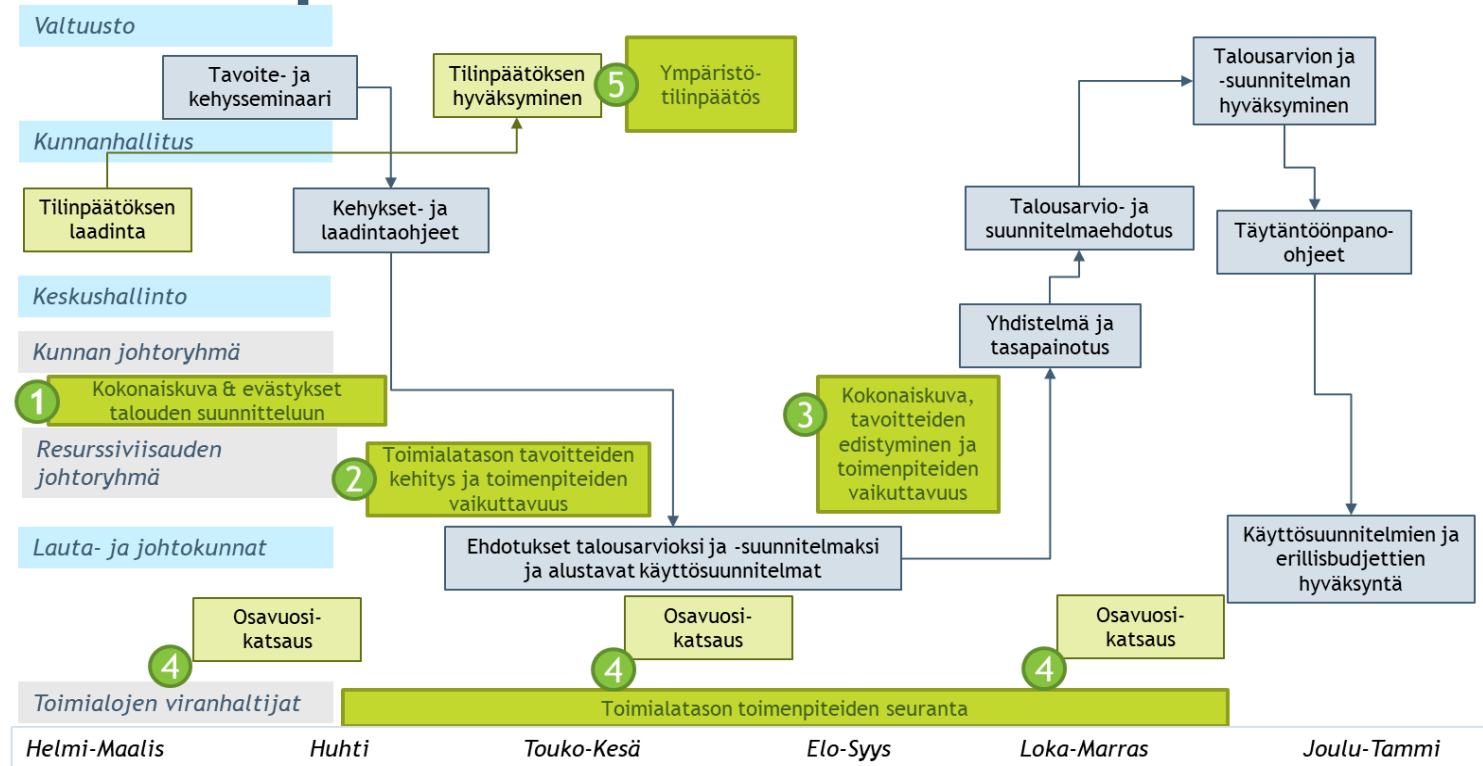 Valtuusto
Tavoite- ja
kehysseminaari
Tilinpäätöksen
hyväksyminen
5
Ympäristö-
tilinpäätös
Talousarvion ja
-suunnitelman
hyväksyminen
Kunnanhallitus
Tilinpäätöksen
laadinta
Kehykset- ja
laadintaohjeet
Talousarvio- ja
suunnitelmaehdotus
Täytäntöönpano-
ohjeet
Keskushallinto
Yhdistelmä ja
tasapainotus
Kunnan johtoryhmä
1
Kokonaiskuva & evästykset
talouden suunnitteluun
3
Kokonaiskuva,
tavoitteiden
edistyminen ja
toimenpiteiden
vaikuttavuus
Resurssiviisauden
johtoryhmä
2
Toimialatason tavoitteiden
kehitys ja toimenpiteiden
vaikuttavuus
Lauta- ja johtokunnat
Ehdotukset talousarvioksi ja -suunnitelmaksi
ja alustavat käyttösuunnitelmat
Käyttösuunnitelmien ja
erillisbudjettien
hyväksyntä
Osavuosi-
katsaus
4
Osavuosi-
katsaus
4
Osavuosi-
katsaus
4
Toimialojen viranhaltijat
Toimialatason toimenpiteiden seuranta
Helmi-Maalis
Huhti
Touko-Kesä
Elo-Syys
Loka-Marras
Joulu-Tammi